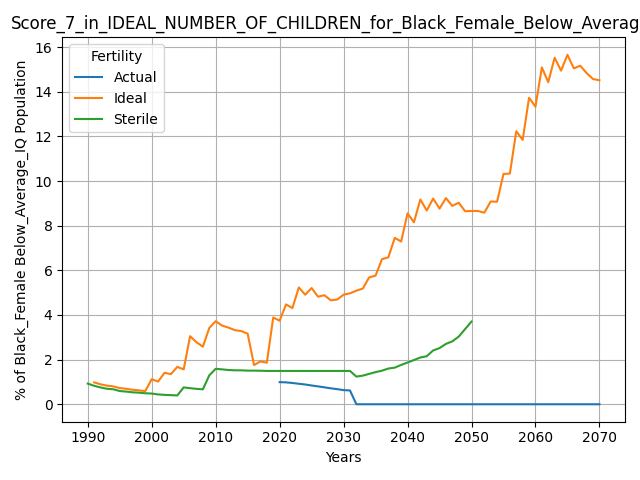 Score_7_in_IDEAL_NUMBER_OF_CHILDREN_for_Black_Female_Below_Averag
% of Black_Female Below_Average_IQ Population
Fertility
Actual
Ideal
Sterile
16
14
12
10
8
6
4
2
0
1990 2000 2010 2020 2030 2040 2050 2060 2070
Years